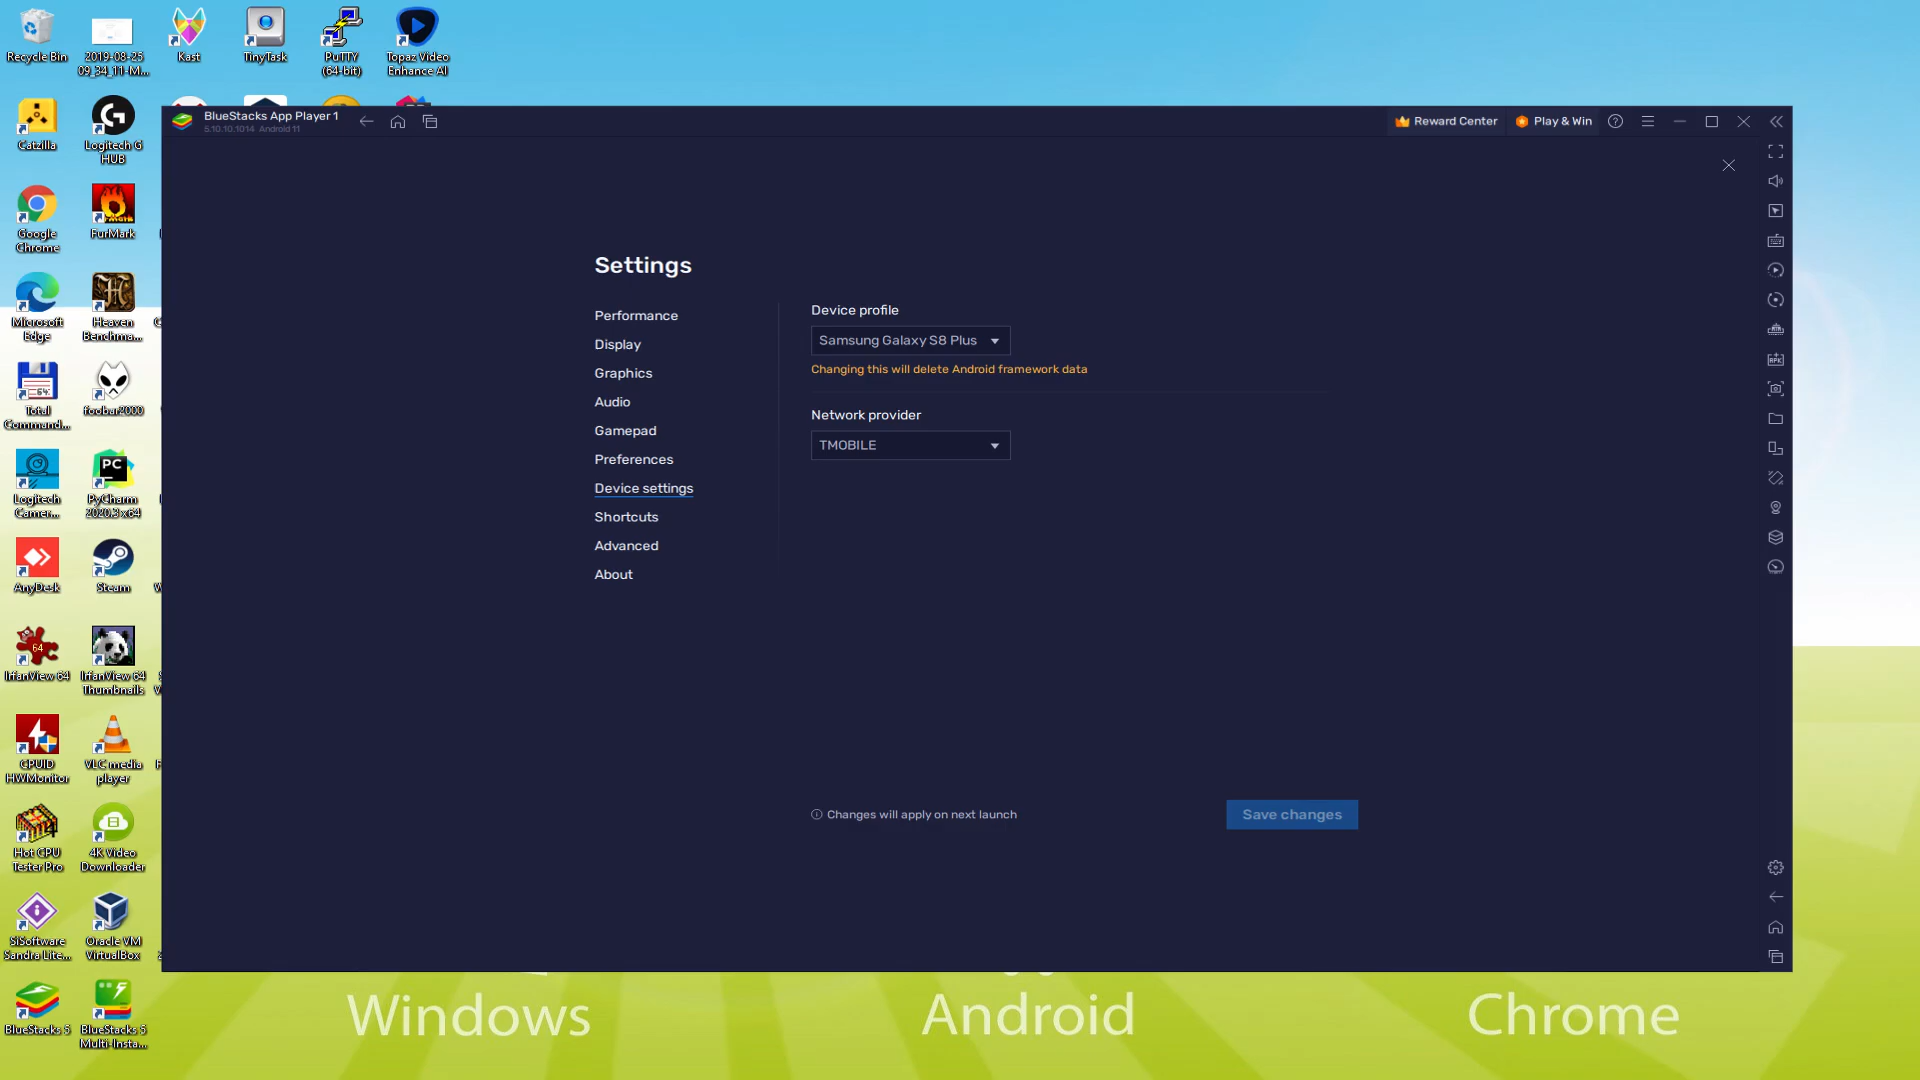 Recycle Bin
2019-08-25
09_34_11-M...
Kast
TinyTask
PuTTY
(64-bit)
Topaz Video
Enhance AI
Catzilla
Logitech G
HUB
Google
Chrome
FurMark
Microsoft
Edge
Heaven
Benchma...
Total
Command...
foobar2000
Logitech
Camer...
PyCharm
2020.3 x64
AnyDesk
Steam
IrfanView 64
IrfanView 64
Thumbnails
CPUID
HWMonitor
VLC media
player
Hot CPU
Tester Pro
4K Video
Downloader
SiSoftware
Sandra Lite...
Oracle VM
VirtualBox
BlueStacks 5
BlueStacks 5
Multi-Insta...
BlueStacks App Player 1
5.10.10.1014 Android 11
Reward Center
Play & Win
Settings
Performance
Display
Graphics
Audio
Gamepad
Preferences
Device settings
Shortcuts
Advanced
About
Device profile
Samsung Galaxy S8 Plus
Changing this will delete Android framework data
Network provider
TMOBILE
Changes will apply on next launch
Save changes
Windows
Android
Chrome